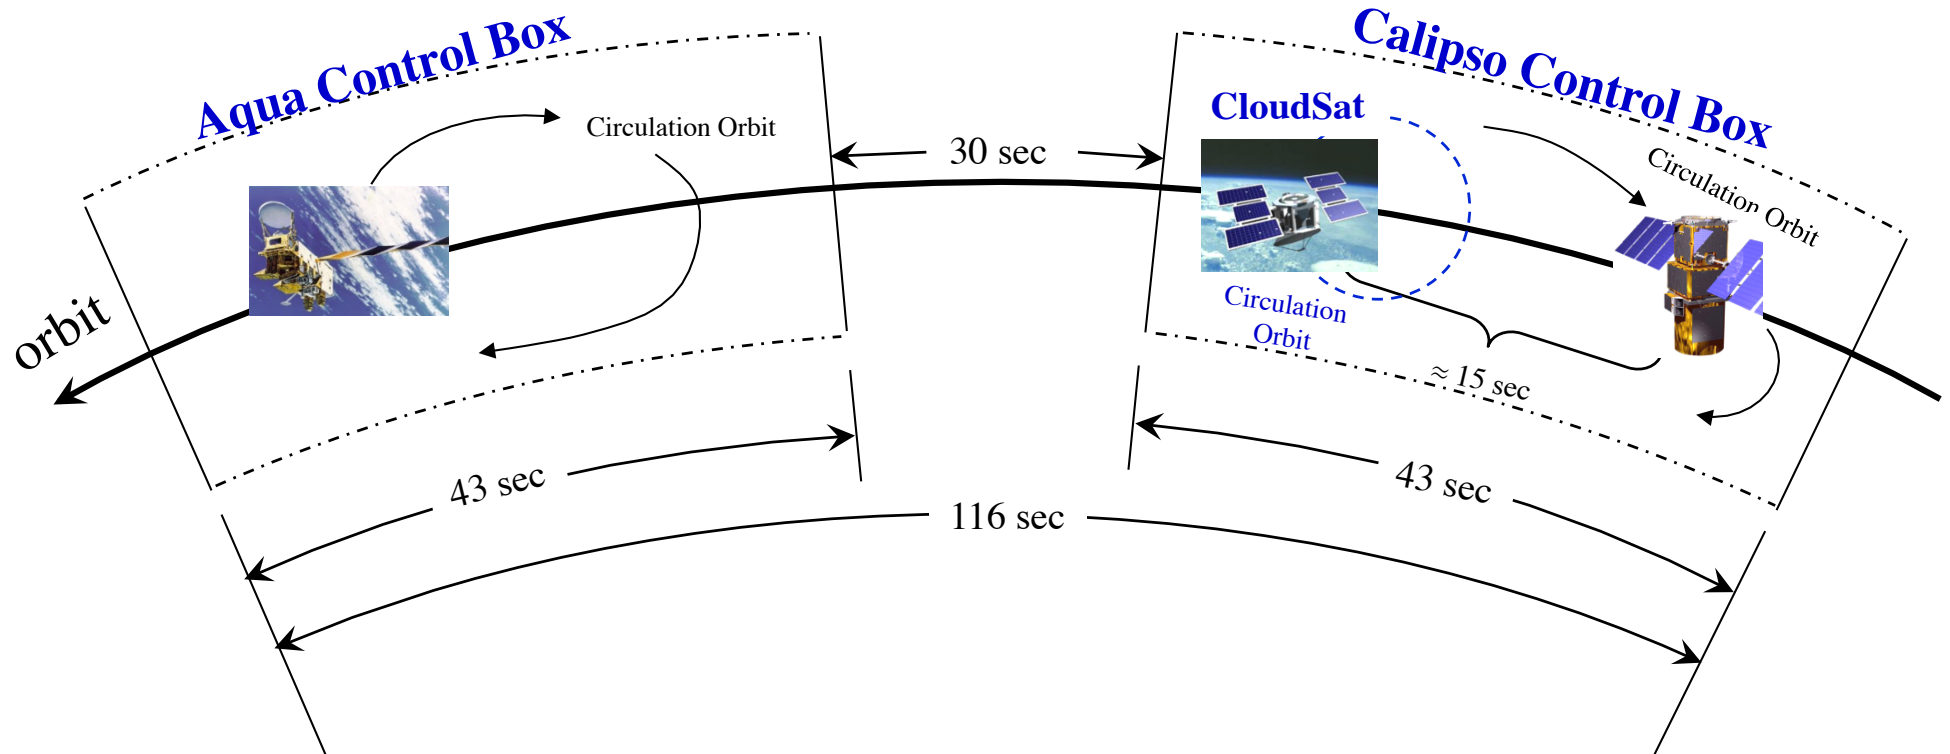 Aqua Control Box
Calipso Control Box
CloudSat
Circulation Orbit
30 sec
Circulation Orbit
orbit
Circulation
Orbit
≈ 15 sec
43 sec
43 sec
116 sec